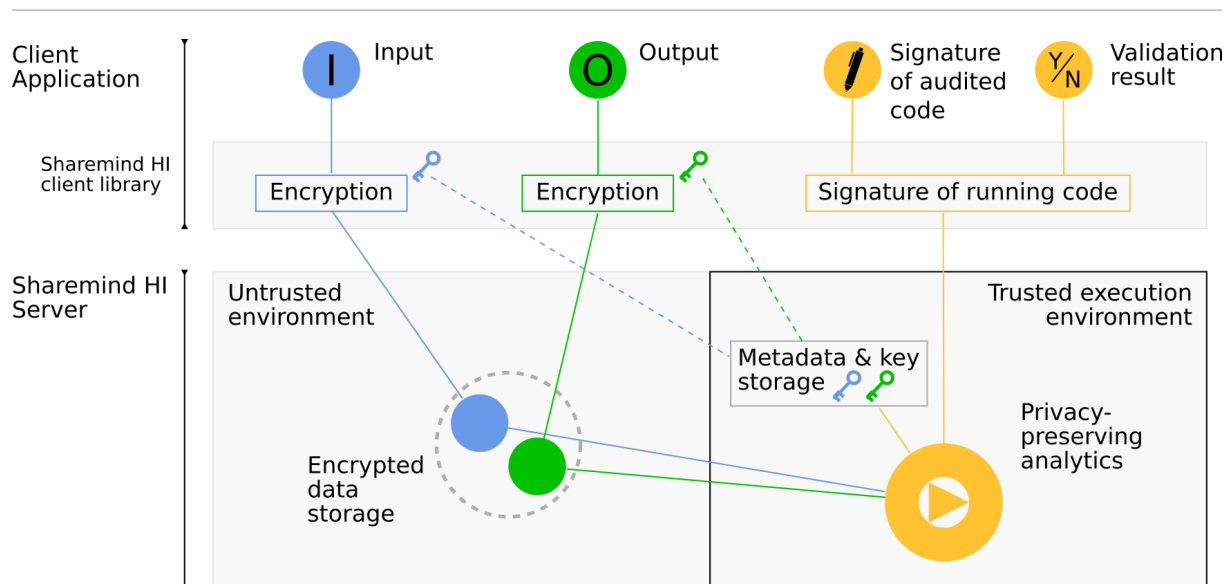 Client
Application
I
Input
O
Output
Signature
of audited
code
Y/N
Validation
result
Sharemind HI
client library
Encryption
Encryption
Signature of running code
Sharemind HI
Server
Untrusted
environment
Trusted execution
environment
Metadata & key
storage
Privacy-
preserving
analytics
Encrypted
data
storage